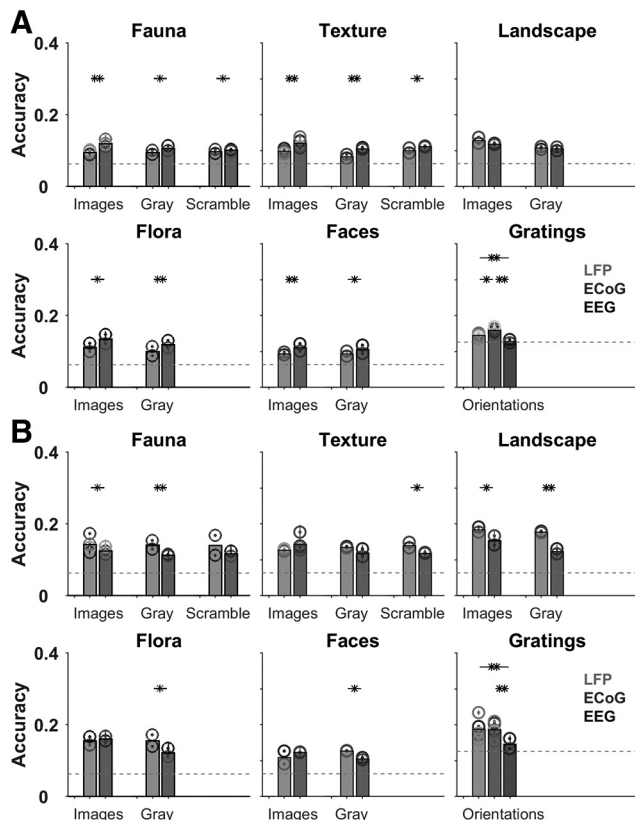 A
Fauna Texture Landscape
0.4
0.2
0
Accuracy
Images Gray Scramble Images Gray Scramble Images Gray
Flora Faces Gratings
0.4
0.2
0
Accuracy
LFP
ECoG
EEG
Images Gray Images Gray Orientations
B
Fauna Texture Landscape
0.4
0.2
0
Accuracy
Images Gray Scramble Images Gray Scramble Images Gray
Flora Faces Gratings
0.4
0.2
0
Accuracy
LFP
ECoG
EEG
Images Gray Images Gray Orientations